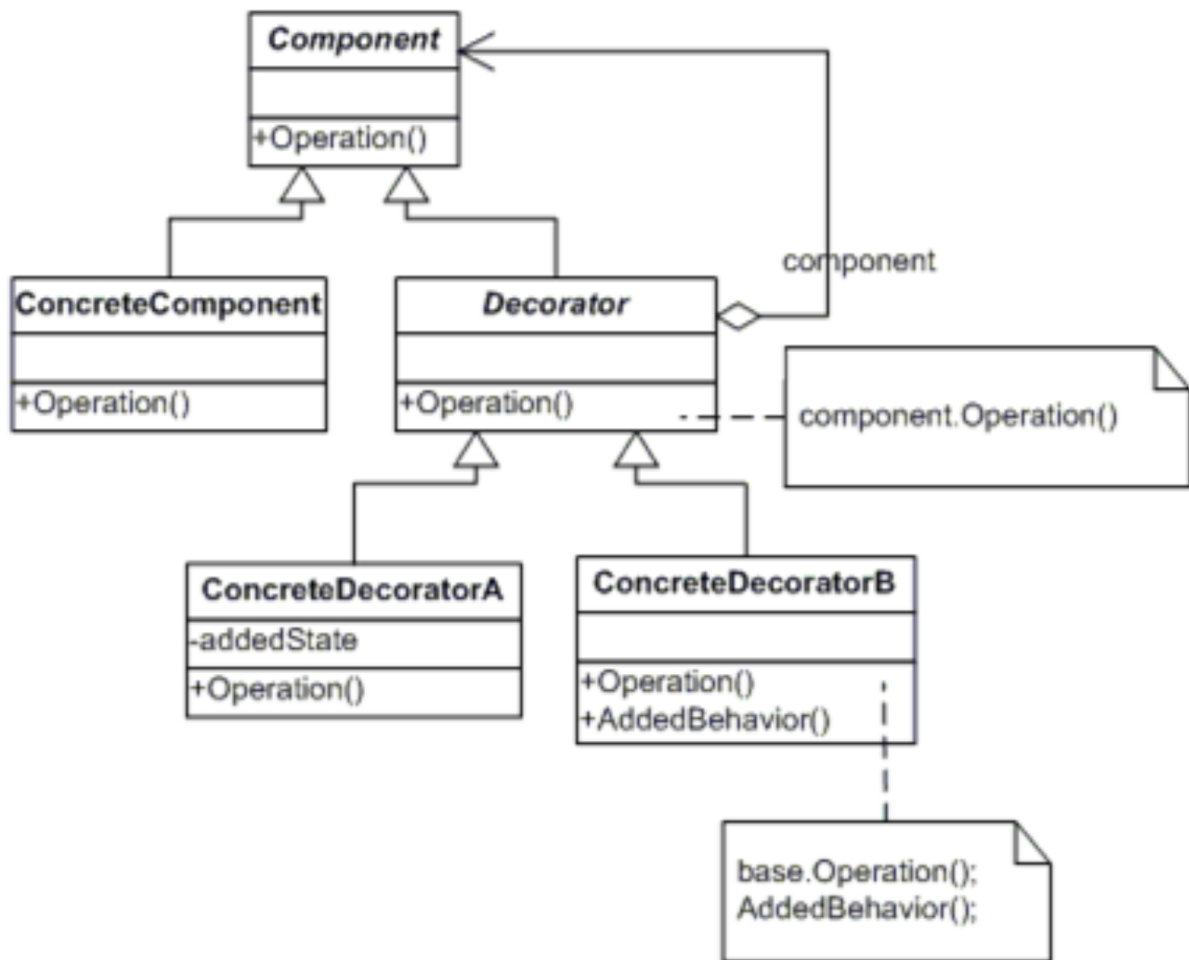 Component
+Operation()
component
ConcreteComponent
+Operation()
Decorator
+Operation()
component.Operation()
ConcreteDecoratorA
-addedState
+Operation()
ConcreteDecoratorB
+Operation()
+AddedBehavior()
base.Operation();
AddedBehavior();